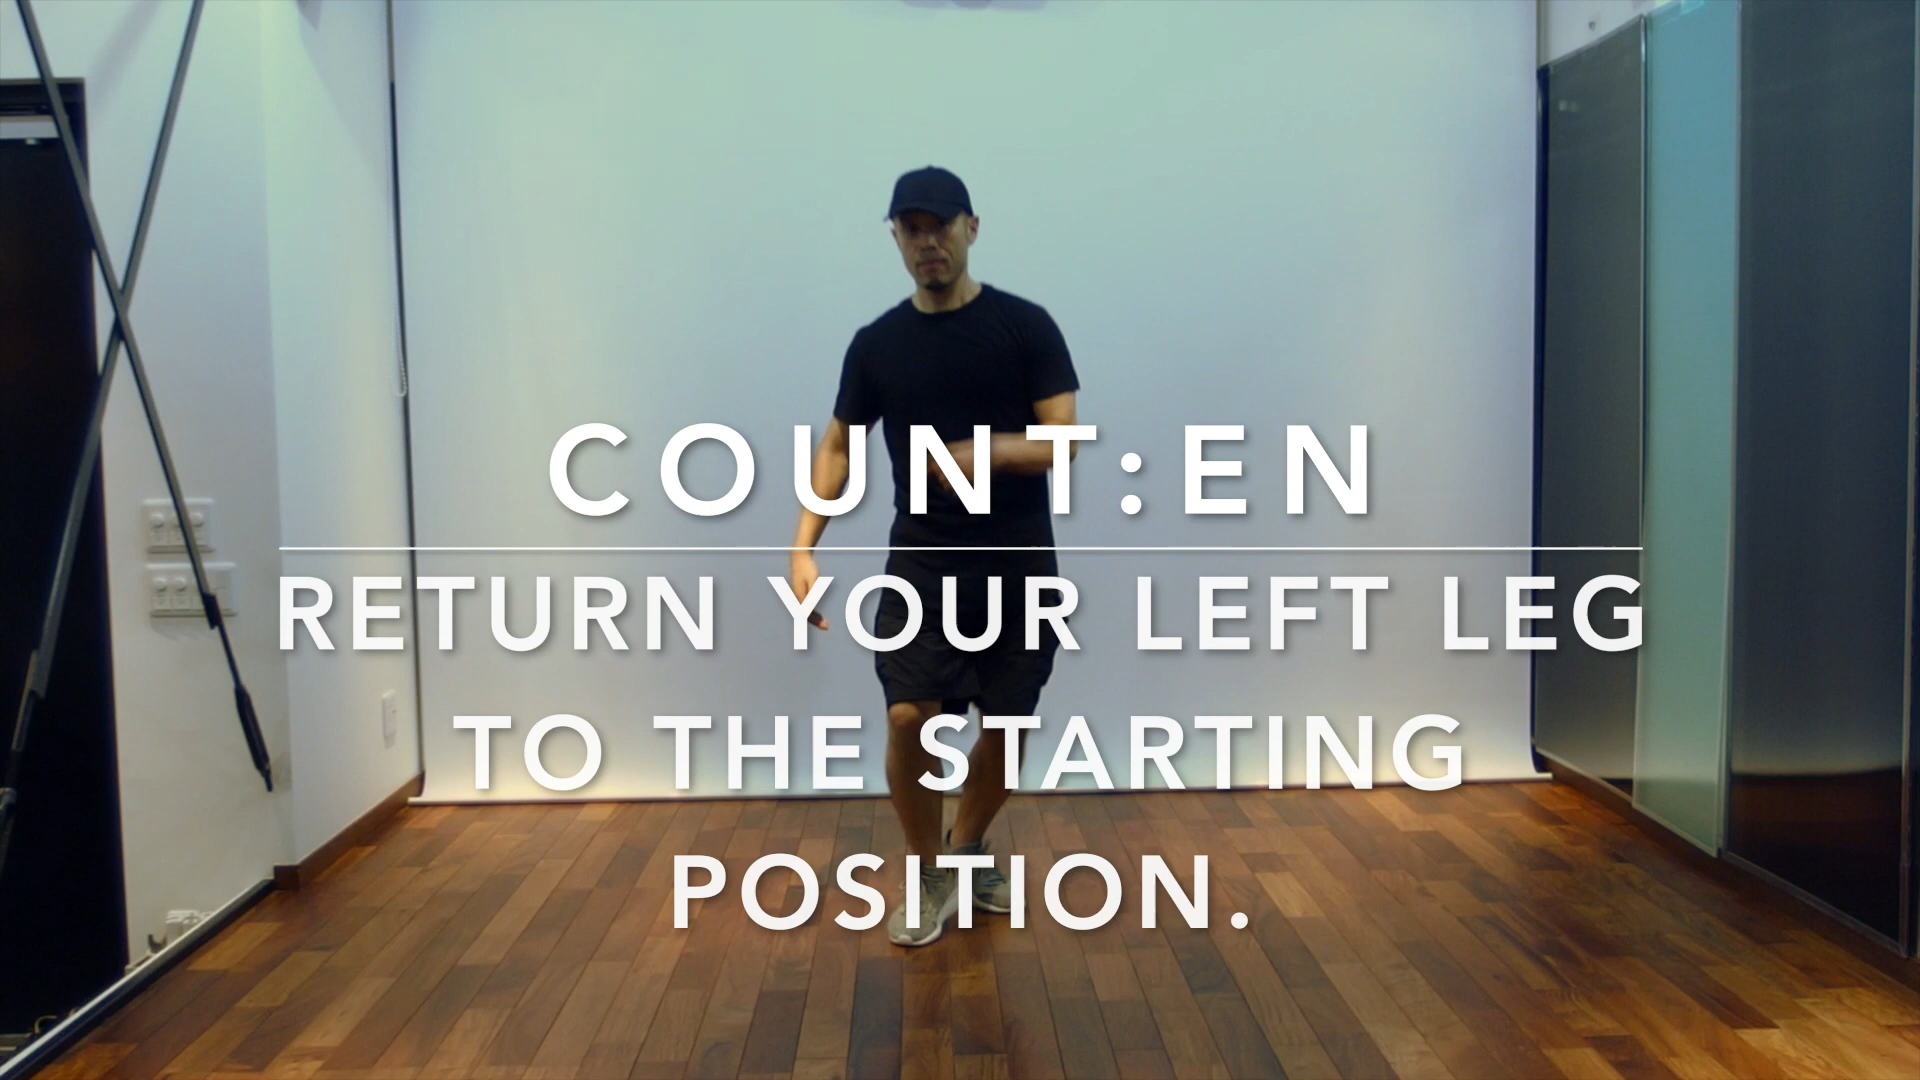 COUNT:EN
RETURN YOUR LEFT LEG
TO THE STARTING
POSITION.